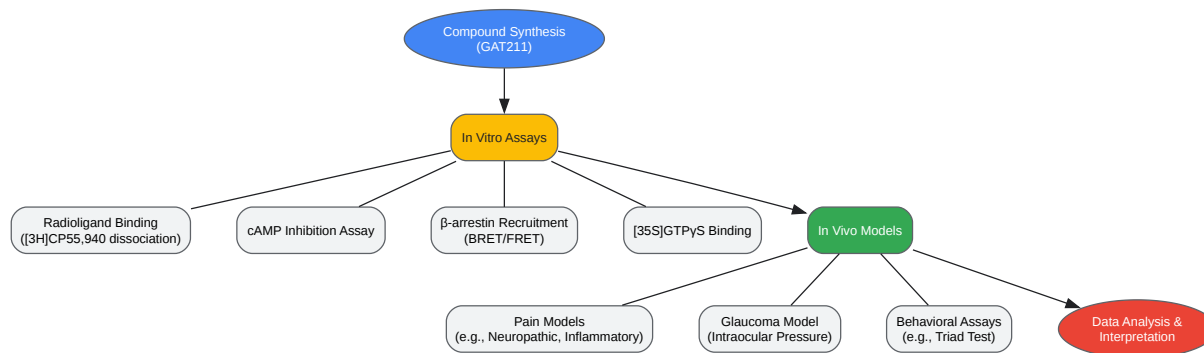 Compound Synthesis
(GAT211)
In Vitro Assays
Radioligand Binding
([3H]CP55,940 dissociation)
cAMP Inhibition Assay
β-arrestin Recruitment
(BRET/FRET)
[35S]GTPγS Binding
In Vivo Models
Pain Models
(e.g., Neuropathic, Inflammatory)
Glaucoma Model
(Intraocular Pressure)
Behavioral Assays
(e.g., Triad Test)
Data Analysis &
Interpretation